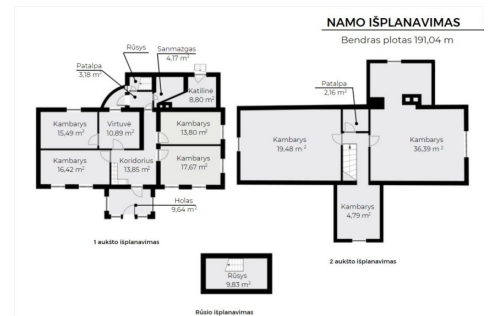 NAMO IŠPLANAVIMAS
Bendras plotas 191,04 m
Rūsys
Sanmazgas
4,17 m²
Patalpa
3,18 m²
Katilinė
8,80 m²
Kambarys
15,49 m²
Virtuvė
10,89 m²
Kambarys
13,80 m²
Kambarys
16,42 m²
Koridorius
13,85 m²
Kambarys
17,67 m²
Holas
9,64 m²
1 aukšto išplanavimas
Patalpa
2,16 m²
Kambarys
19,48 m²
Kambarys
36,39 m²
Kambarys
4,79 m²
2 aukšto išplanavimas
Rūsys
9,83 m²
Rūsio išplanavimas